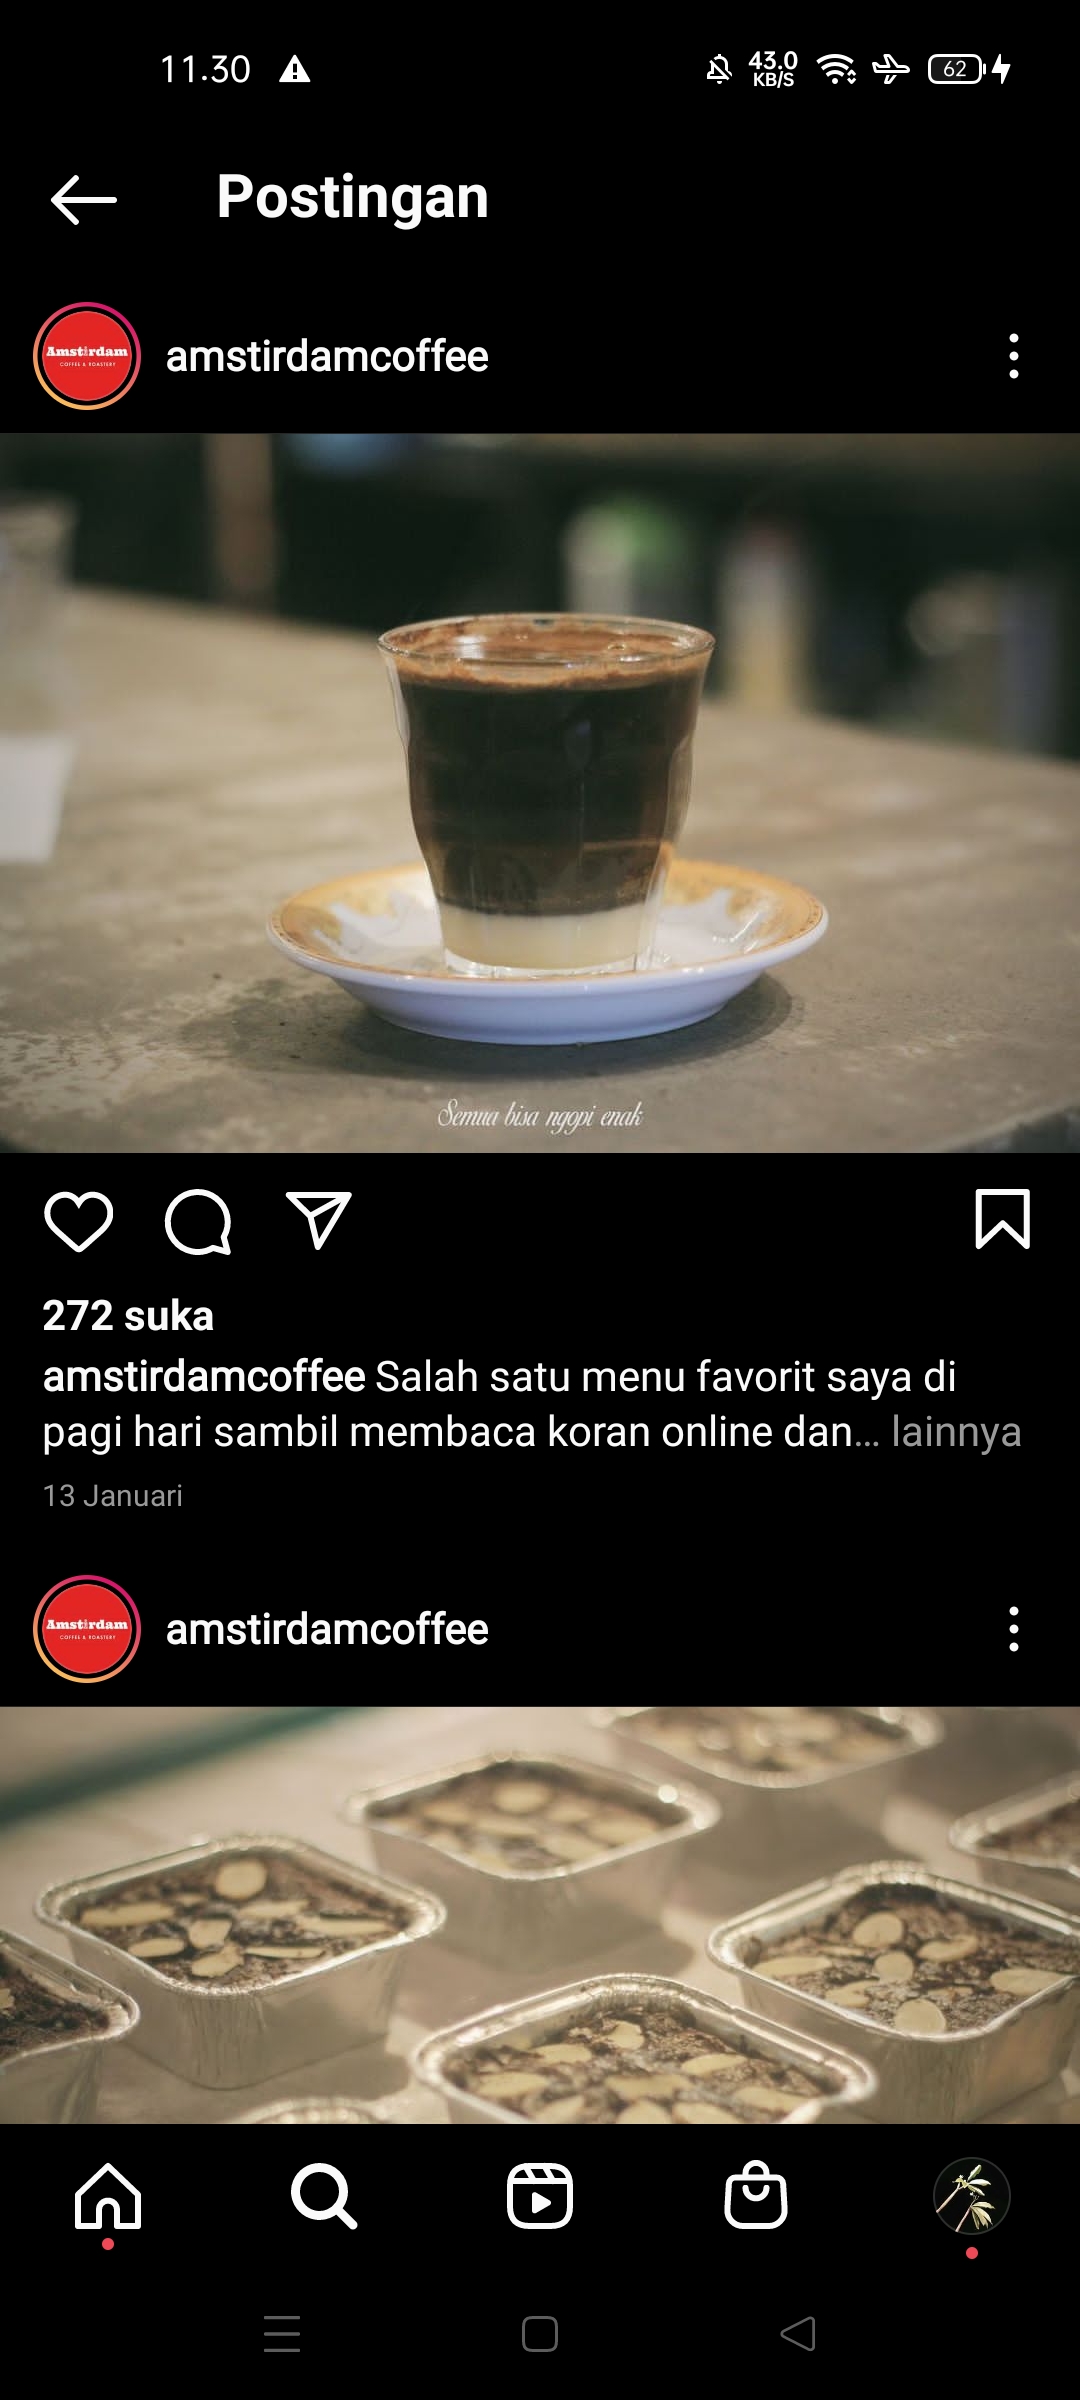 11.30
43.0
KB/S
62
Postingan
Amstirdam
COFFEE & ROASTERY
amstirdamcoffee
Semua bisa ngopi enak
272 suka
amstirdamcoffee Salah satu menu favorit saya di
pagi hari sambil membaca koran online dan... lainnya
13 Januari
Amstirdam
COFFEE & ROASTERY
amstirdamcoffee